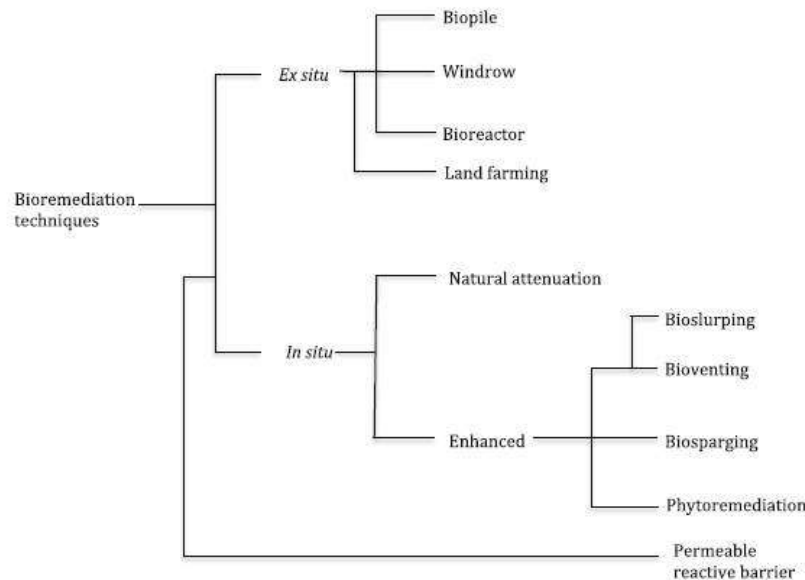 Biopile
Ex situ
Windrow
Bioreactor
Land farming
Bioremediation
techniques
Natural attenuation
Bioslurping
In situ
Bioventing
Enhanced
Biosparging
Phytoremediation
Permeable
reactive barrier